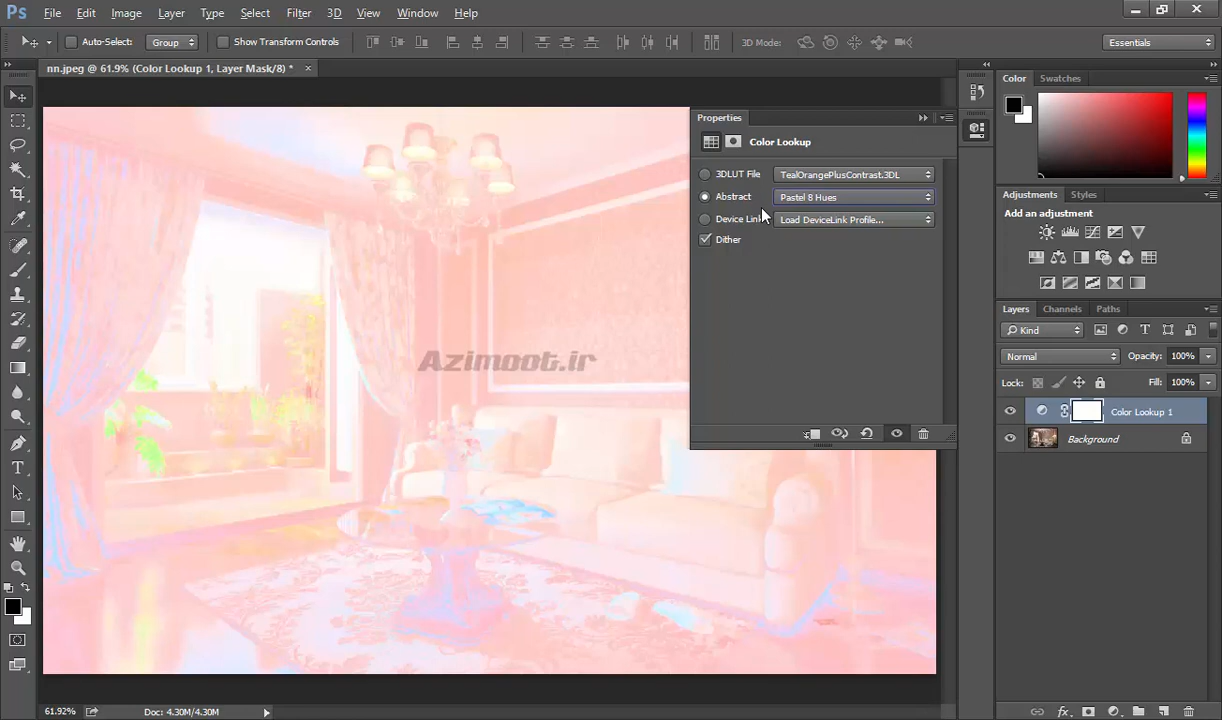 Ps File Edit Image Layer Type Select Filter 3D View Window Help
Auto-Select: Group Show Transform Controls 3D Mode: Essentials
nn.jpeg @ 61.9% (Color Lookup 1, Layer Mask/8) * ×
Color Swatches
Properties
Color Lookup
3DLUT File TealOrangePlusContrast.3DL
Abstract Pastel 8 Hues
Device Link Load DeviceLink Profile...
Dither
Adjustments Styles
Add an adjustment
Layers Channels Paths
Kind
Normal Opacity: 100%
Lock: Fill: 100%
Color Lookup 1
Background
Azimoot.ir
61.92% Doc: 4.30M/4.30M